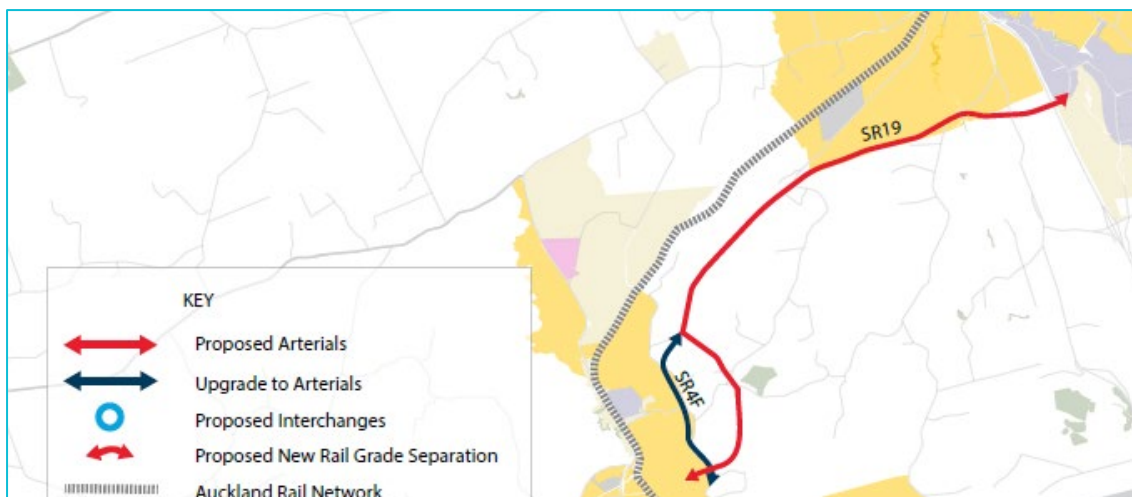 SR19
SR4F
KEY
Proposed Arterials
Upgrade to Arterials
Proposed Interchanges
Proposed New Rail Grade Separation
Auckland Rail Network